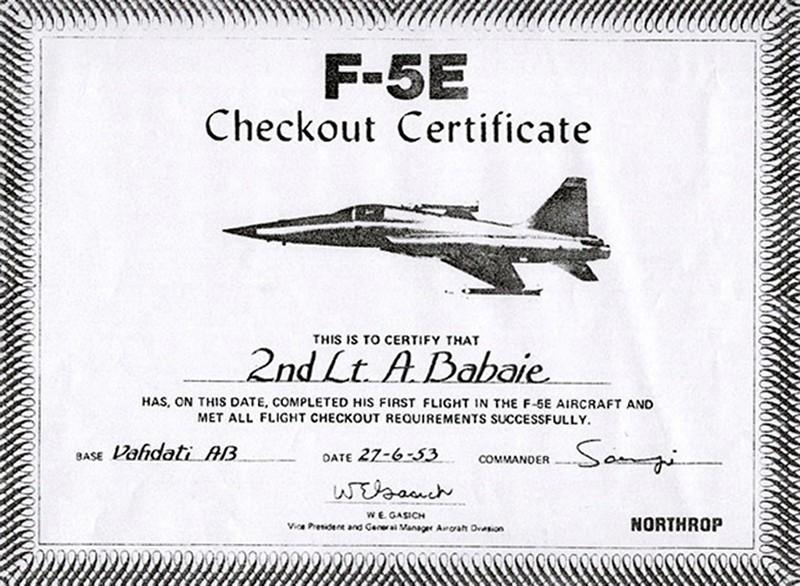 F-5E
Checkout Certificate
THIS IS TO CERTIFY THAT
2nd Lt. A. Babaie
HAS, ON THIS DATE, COMPLETED HIS FIRST FLIGHT IN THE F-5E AIRCRAFT AND
MET ALL FLIGHT CHECKOUT REQUIREMENTS SUCCESSFULLY.
BASE Vahdati AB DATE 27-6-53 COMMANDER
W E Gasich
W. E. GASICH
Vice President and General Manager Aircraft Division
NORTHROP